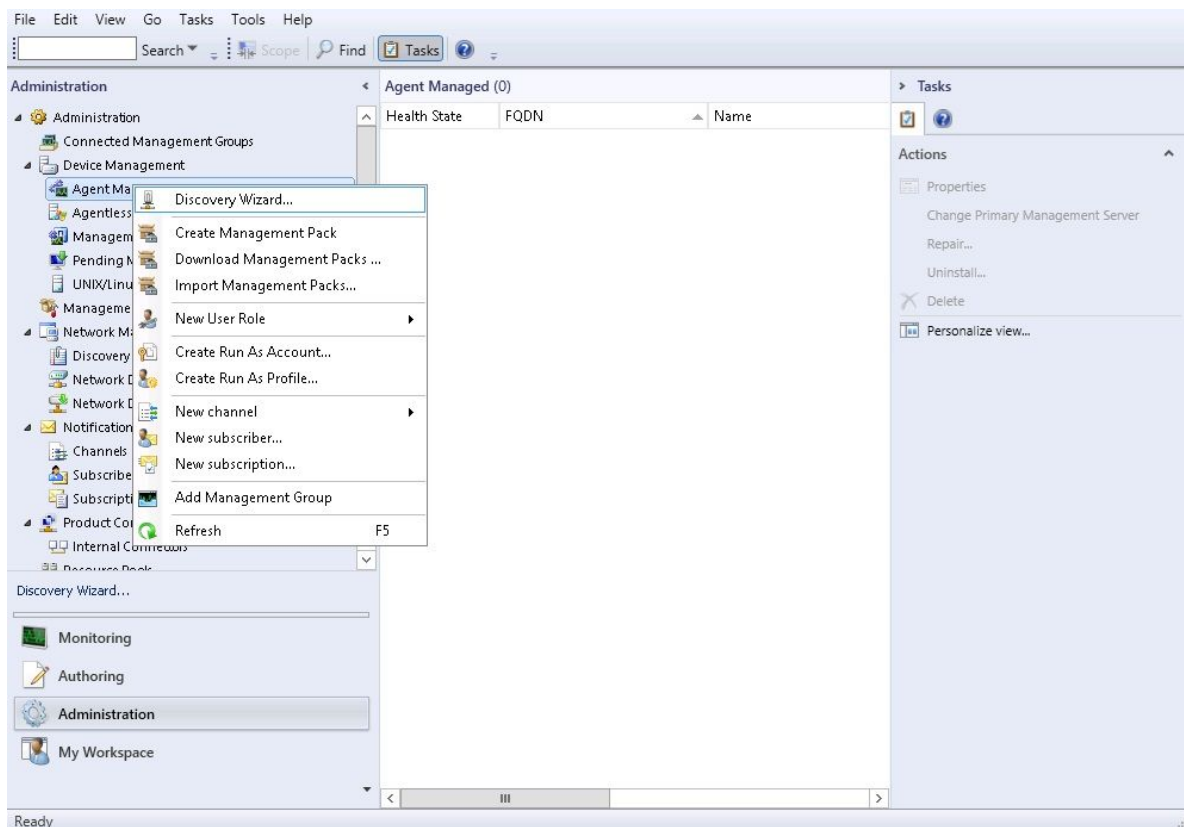 File Edit View Go Tasks Tools Help
Search Scope Find Tasks
Administration
Administration
Connected Management Groups
Device Management
Agent Ma
Agentless
Managem
Pending
UNIX/Linu
Manageme
Network
Discovery
Network
Network
Notification
Channels
Subscribe
Subscripti
Product
Internal
Discovery Wizard...
Create Management Pack
Download Management Packs ...
Import Management Packs...
New User Role
Create Run As Account...
Create Run As Profile...
New channel
New subscriber...
New subscription...
Add Management Group
Refresh F5
Discovery Wizard...
Monitoring
Authoring
Administration
My Workspace
Ready
Agent Managed (0)
Health State FQDN Name
Tasks
Actions
Properties
Change Primary Management Server
Repair...
Uninstall...
Delete
Personalize view...